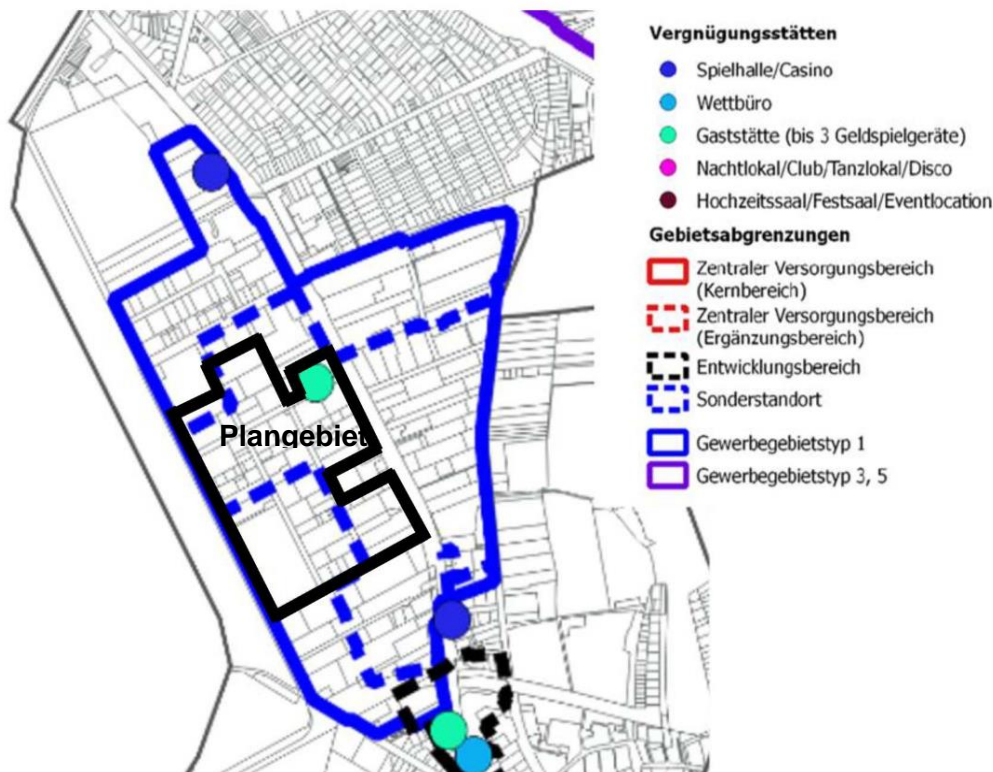 Plangebiet
Vergnügungsstätten
Spielhalle/Casino
Wettbüro
Gaststätte (bis 3 Geldspielgeräte)
Nachtlokal/Club/Tanzlokal/Disco
Hochzeitssaal/Festsaal/Eventlocation
Gebietsabgrenzungen
Zentraler Versorgungsbereich
(Kernbereich)
Zentraler Versorgungsbereich
(Ergänzungsbereich)
Entwicklungsbereich
Sonderstandort
Gewerbegebietstyp 1
Gewerbegebietstyp 3, 5